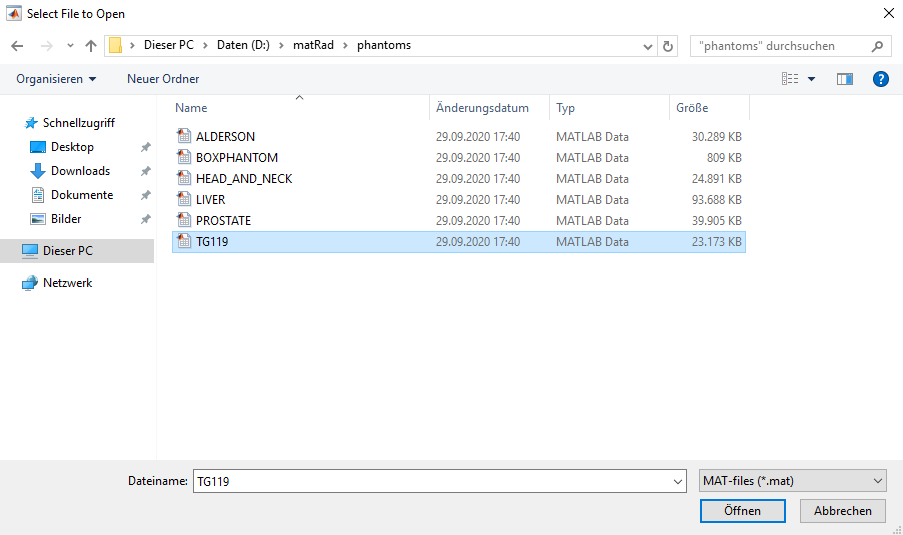 Select File to Open
Dieser PC > Daten (D:) > matRad > phantoms
"phantoms" durchsuchen
Organisieren
Neuer Ordner
?
Name Änderungsdatum Typ Größe
Schnellzugriff
Desktop
Downloads
Dokumente
Bilder
Dieser PC
Netzwerk
ALDERSON 29.09.2020 17:40 MATLAB Data 30.289 KB
BOXPHANTOM 29.09.2020 17:40 MATLAB Data 809 KB
HEAD_AND_NECK 29.09.2020 17:40 MATLAB Data 24.891 KB
LIVER 29.09.2020 17:40 MATLAB Data 93.688 KB
PROSTATE 29.09.2020 17:40 MATLAB Data 39.905 KB
TG119 29.09.2020 17:40 MATLAB Data 23.173 KB
Dateiname: TG119
MAT-files (*.mat)
Öffnen
Abbrechen